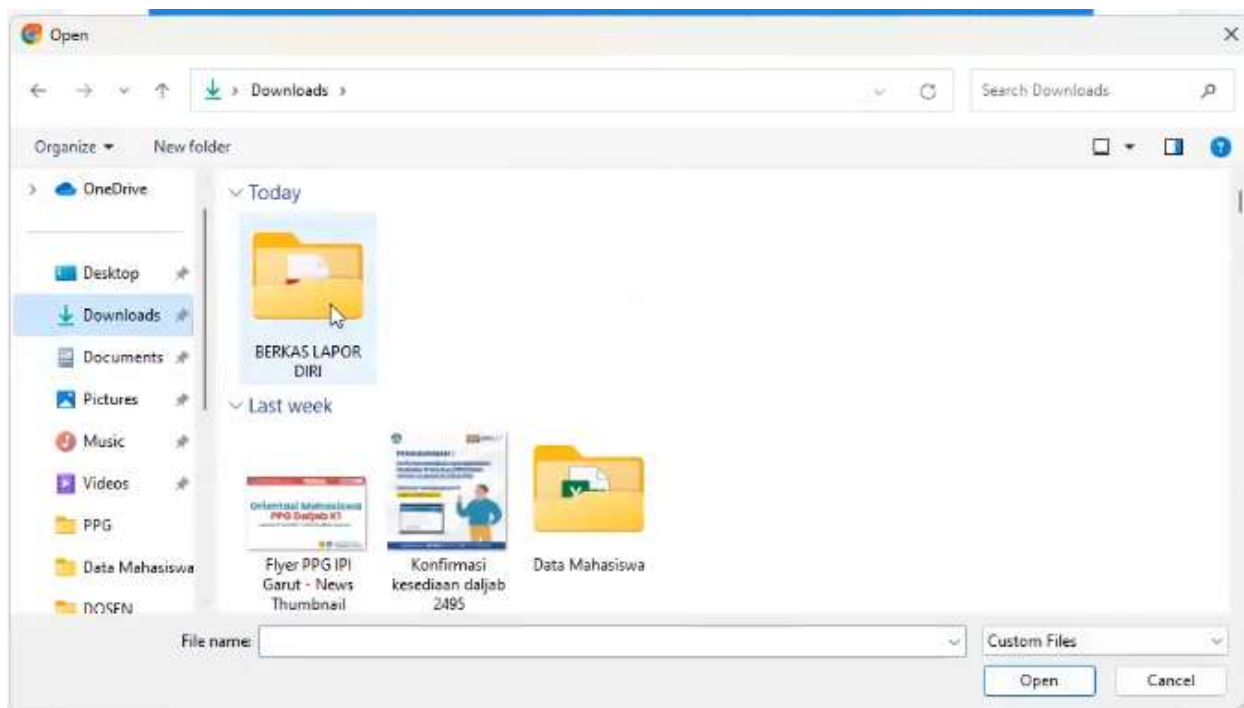 Open
Downloads
Search Downloads
Organize
New folder
OneDrive
Desktop
Downloads
Documents
Pictures
Music
Videos
PPG
Data Mahasiswa
DOSEN
Today
BERKAS LAPOR
DIRI
Last week
Orientasi Mahasiswa
PPG Daljab K1
Flyer PPG IPI
Garut - News
Thumbnail
Konfirmasi
kesediaan daljab
2495
Data Mahasiswa
File name:
Custom Files
Open
Cancel